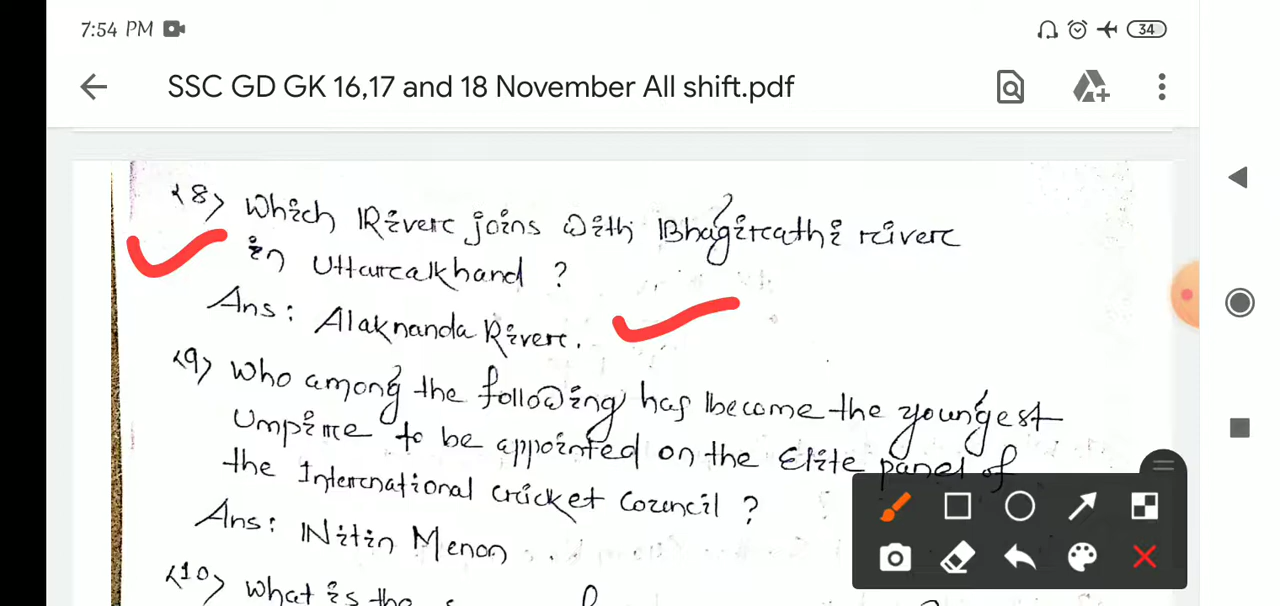 7:54 PM 34
SSC GD GK 16,17 and 18 November All shift.pdf
<8> Which River joins with Bhagirathi river
in Uttarakhand ?
Ans: Alaknanda River.
<9> Who among the following has become the youngest
Umpire to be appointed on the Elite panel of
the International cricket Council ?
Ans: Nitin Menon
<10> What is the